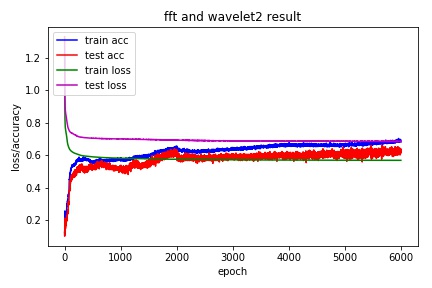 fft and wavelet2 result
train acc
test acc
train loss
test loss
loss/accuracy
1.2
1.0
0.8
0.6
0.4
0.2
0
1000
2000
3000
4000
5000
6000
epoch